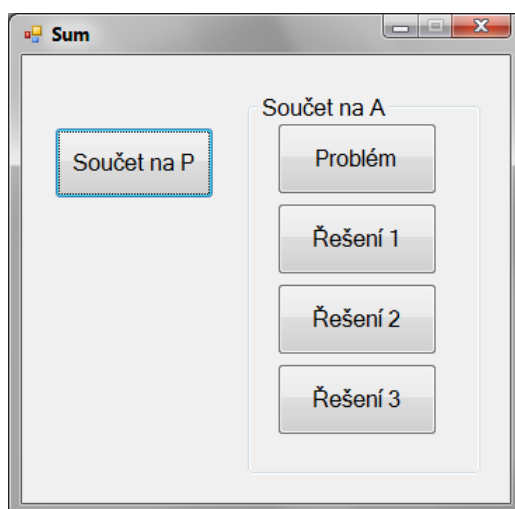 Sum
Součet na P
Součet na A
Problém
Řešení 1
Řešení 2
Řešení 3